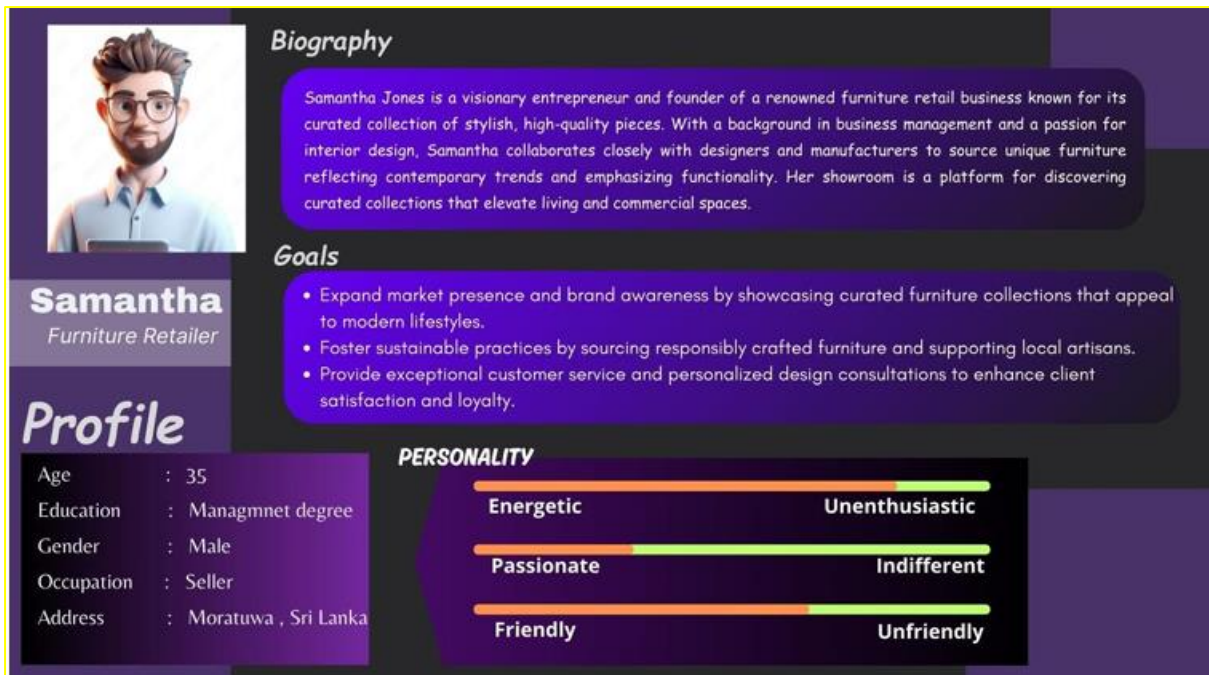 Biography
Samantha Jones is a visionary entrepreneur and founder of a renowned furniture retail business known for its
curated collection of stylish, high-quality pieces. With a background in business management and a passion for
interior design, Samantha collaborates closely with designers and manufacturers to source unique furniture
reflecting contemporary trends and emphasizing functionality. Her showroom is a platform for discovering
curated collections that elevate living and commercial spaces.
Samantha
Furniture Retailer
Goals
• Expand market presence and brand awareness by showcasing curated furniture collections that appeal
to modern lifestyles.
• Foster sustainable practices by sourcing responsibly crafted furniture and supporting local artisans.
• Provide exceptional customer service and personalized design consultations to enhance client
satisfaction and loyalty.
Profile
Age : 35
Education : Managmnet degree
Gender : Male
Occupation : Seller
Address : Moratuwa , Sri Lanka
PERSONALITY
Energetic Unenthusiastic
Passionate Indifferent
Friendly Unfriendly